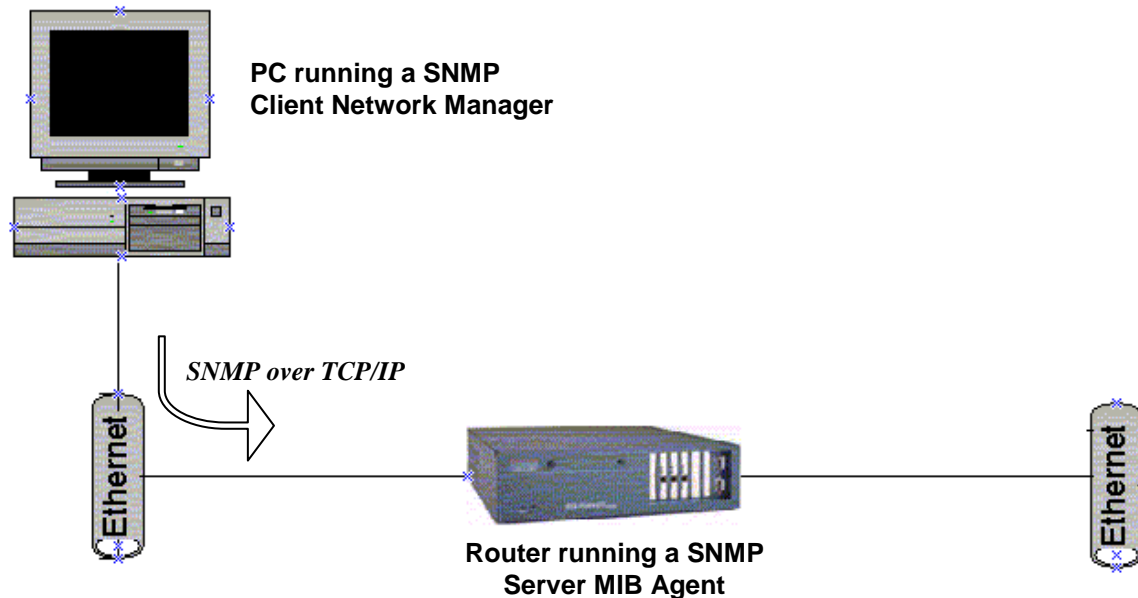 PC running a SNMP
Client Network Manager
SNMP over TCP/IP
Ethernet
Ethernet
Router running a SNMP
Server MIB Agent